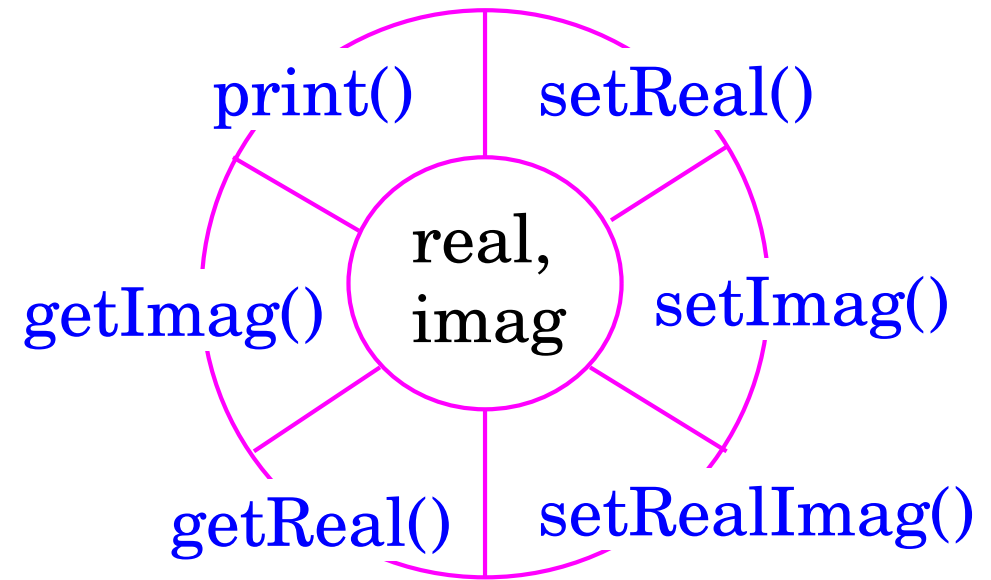 print()
setReal()
real,
imag
getImag()
setImag()
getReal()
setRealImag()